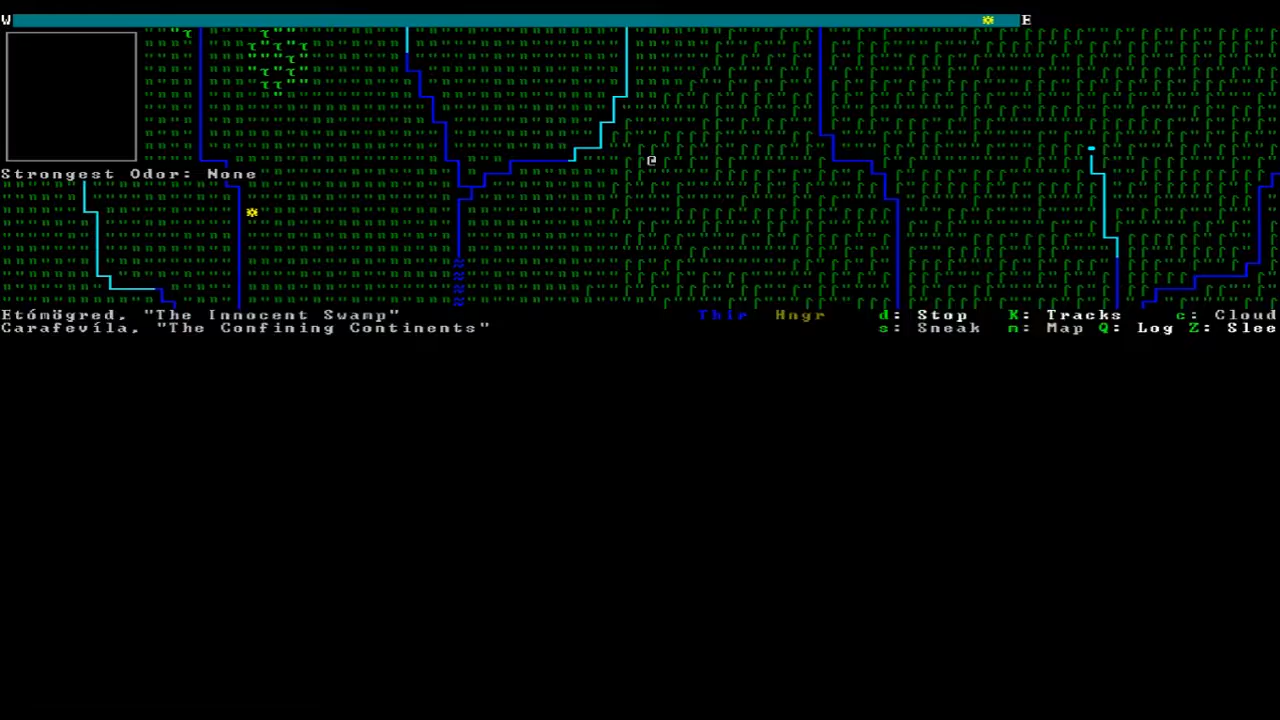 W E
Strongest Odor: None
Etómögred, "The Innocent Swamp" Thir Hngr d: Stop K: Tracks c: Cloud
Carafevíla, "The Confining Continents" s: Sneak m: Map Q: Log Z: Slee